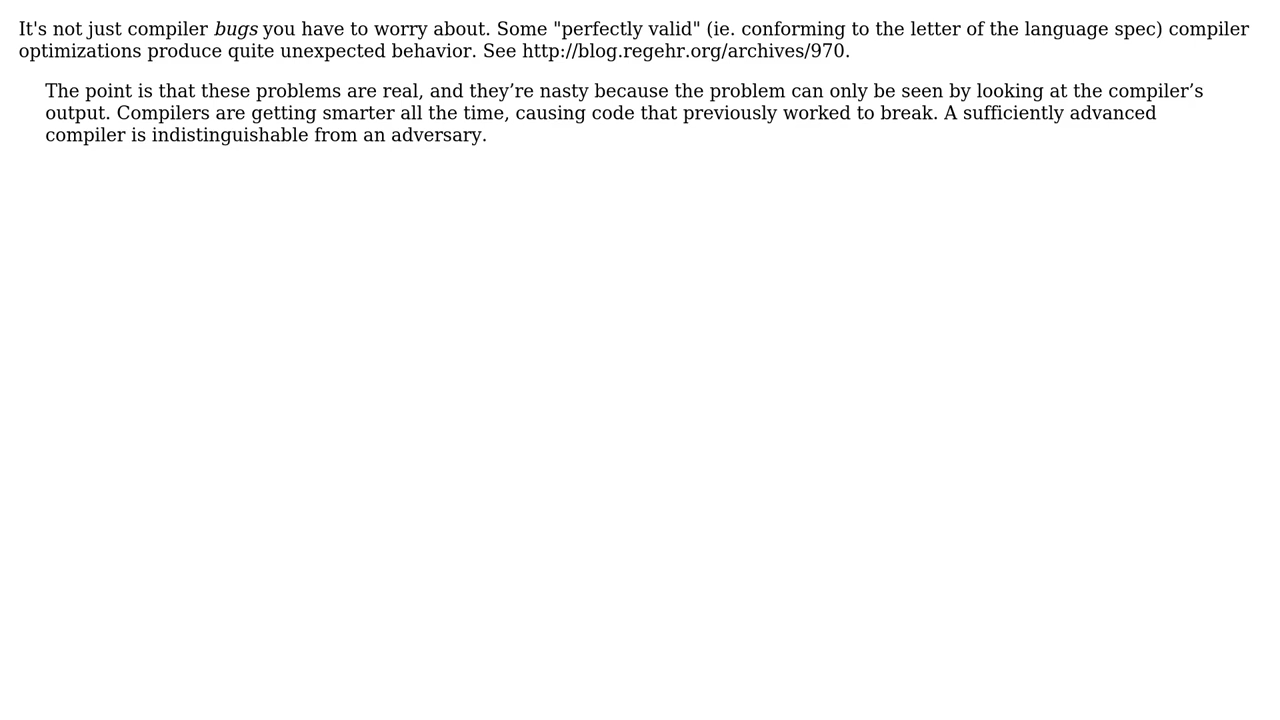 It's not just compiler bugs you have to worry about. Some "perfectly valid" (ie. conforming to the letter of the language spec) compiler
optimizations produce quite unexpected behavior. See http://blog.regehr.org/archives/970.
The point is that these problems are real, and they’re nasty because the problem can only be seen by looking at the compiler’s
output. Compilers are getting smarter all the time, causing code that previously worked to break. A sufficiently advanced
compiler is indistinguishable from an adversary.